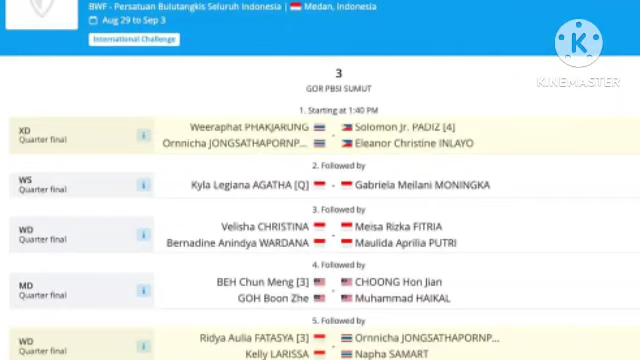 BWF - Persatuan Bulutangkis Seluruh Indonesia | Medan, Indonesia
Aug 29 to Sep 3
International Challenge
KINEMASTER
3
GOR PBSI SUMUT
1. Starting at 1:40 PM
XD
Quarter final
Weeraphat PHAKJARUNG - Solomon Jr. PADIZ [4]
Ornnicha JONGSATHAPORNP... Eleanor Christine INLAYO
2. Followed by
WS
Quarter final
Kyla Legiana AGATHA [Q] - Gabriela Meilani MONINGKA
3. Followed by
WD
Quarter final
Velisha CHRISTINA - Meisa Rizka FITRIA
Bernadine Anindya WARDANA Maulida Aprilia PUTRI
4. Followed by
MD
Quarter final
BEH Chun Meng [3] - CHOONG Hon Jian
GOH Boon Zhe Muhammad HAIKAL
5. Followed by
WD
Quarter final
Ridya Aulia FATASYA [3] - Ornnicha JONGSATHAPORNP...
Kelly LARISSA Napha SAMART